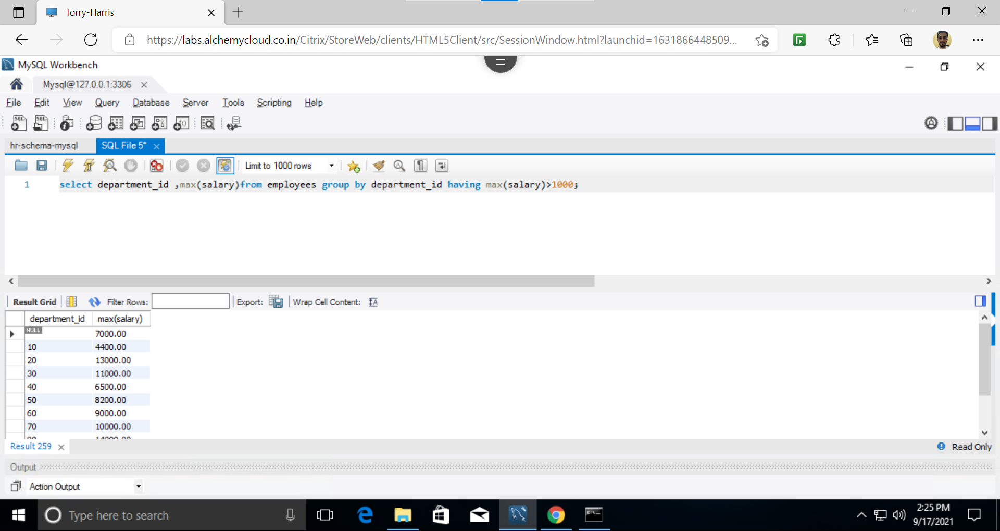 Torry-Harris
https://labs.alchemycloud.co.in/Citrix/StoreWeb/clients/HTML5Client/src/SessionWindow.html?launchid=1631866448509...
MySQL Workbench
Mysql@127.0.0.1:3306
File Edit View Query Database Server Tools Scripting Help
hr-schema-mysql SQL File 5*
Limit to 1000 rows
1 select department_id ,max(salary)from employees group by department_id having max(salary)>1000;
Result Grid Filter Rows: Export: Wrap Cell Content:
department_id max(salary)
NULL 7000.00
10 4400.00
20 13000.00
30 11000.00
40 6500.00
50 8200.00
60 9000.00
70 10000.00
Result 259 Read Only
Output
Action Output
Type here to search
2:25 PM
9/17/2021